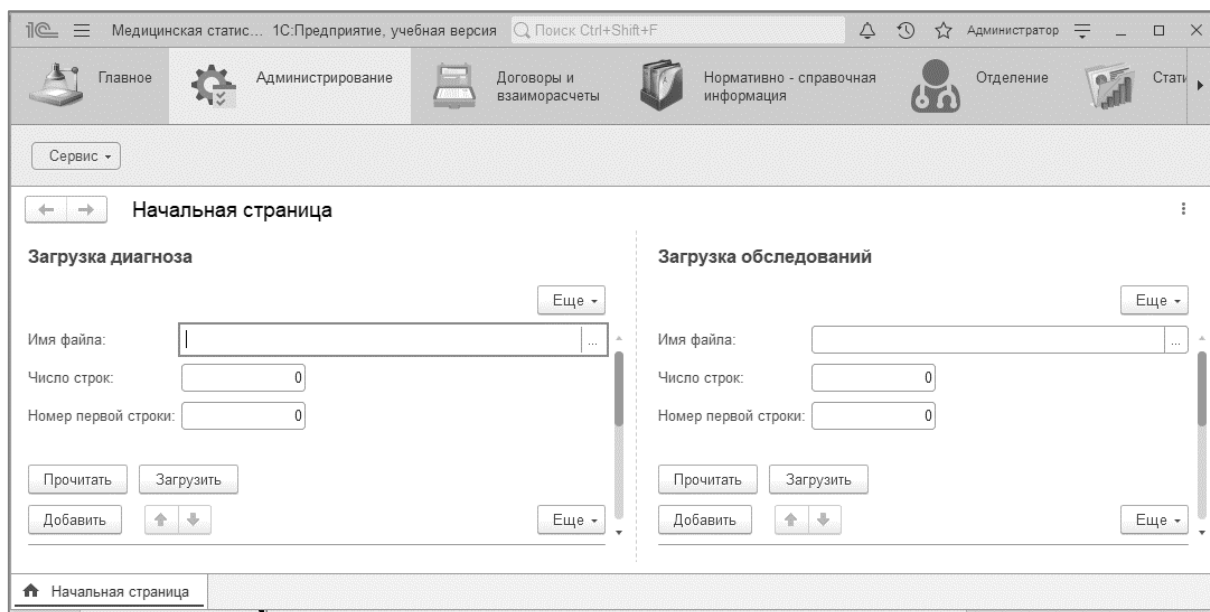 1С Медицинская статис... 1С:Предприятие, учебная версия Поиск Ctrl+Shift+F Администратор
Главное Администрирование Договоры и взаиморасчеты Нормативно - справочная информация Отделение Стати
Сервис
Начальная страница
Загрузка диагноза
Еще
Имя файла: ...
Число строк: 0
Номер первой строки: 0
Прочитать Загрузить
Добавить Еще
Загрузка обследований
Еще
Имя файла: ...
Число строк: 0
Номер первой строки: 0
Прочитать Загрузить
Добавить Еще
Начальная страница